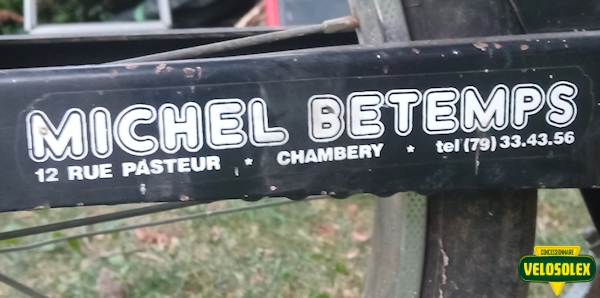 MICHEL BETEMPS
12 RUE PASTEUR * CHAMBERY * tel (79) 33.43.56
CONCESSIONNAIRE
VELOSOLEX